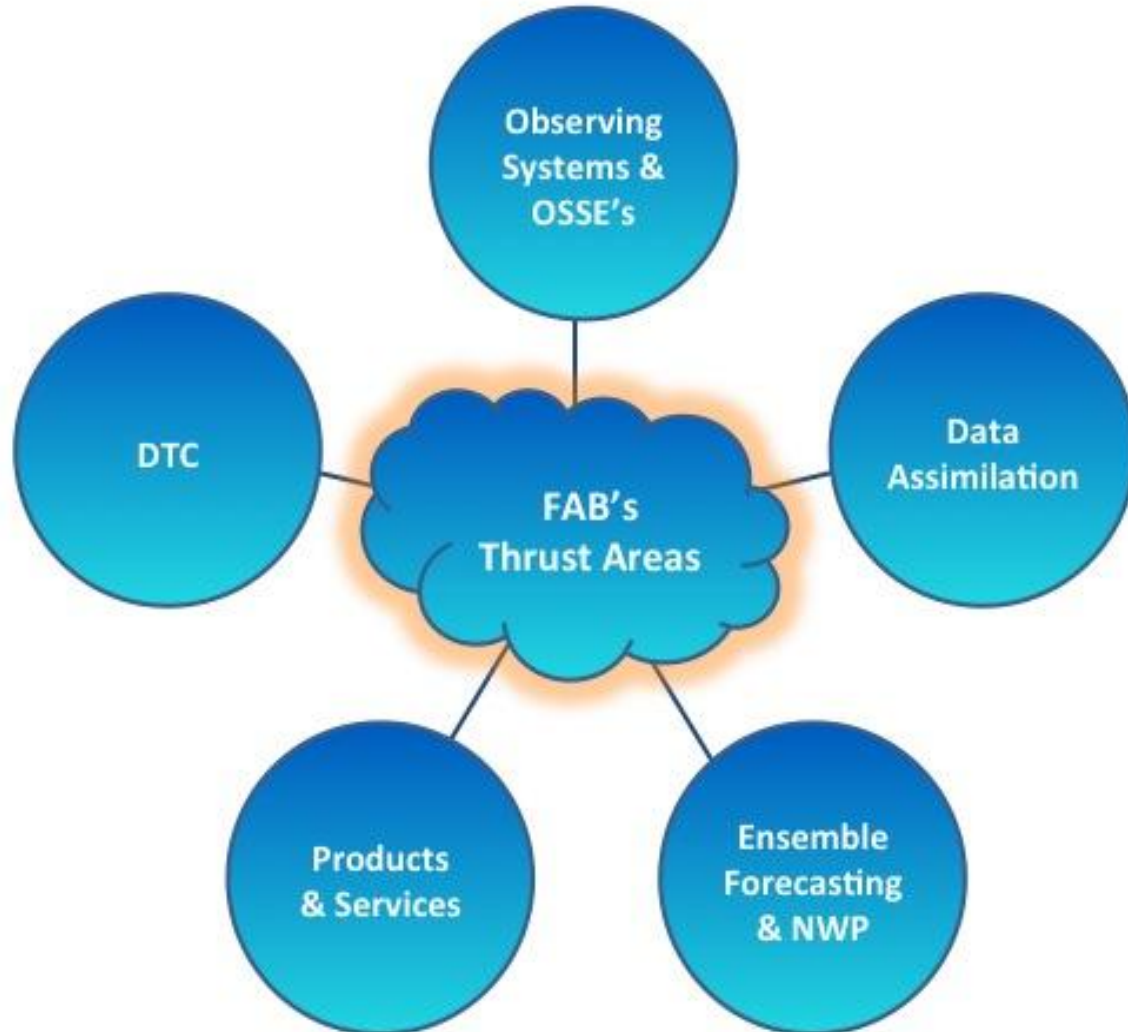 Observing
Systems &
OSSE's
DTC
FAB's
Thrust Areas
Data
Assimilation
Products
& Services
Ensemble
Forecasting
& NWP